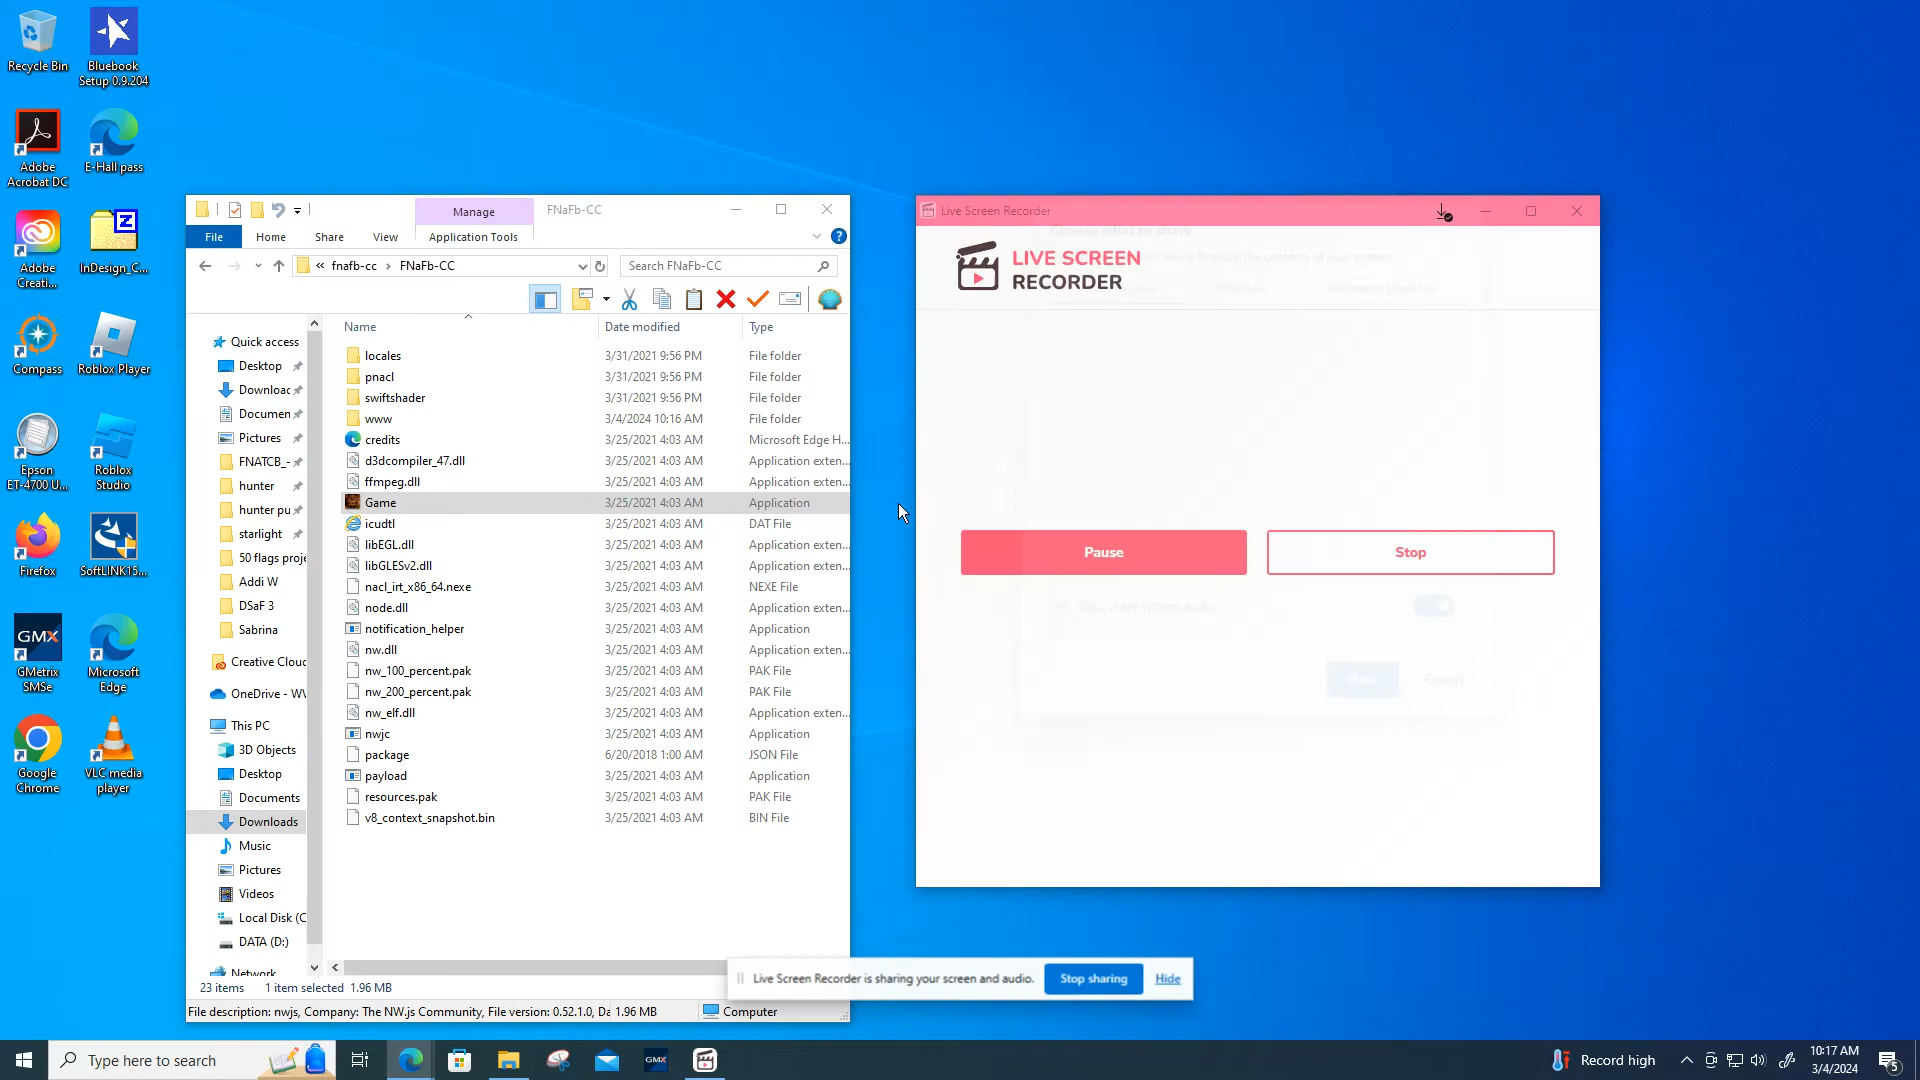 Recycle Bin
Bluebook
Setup 0.9.204
Adobe
Acrobat DC
E-Hall pass
Adobe
Creati...
InDesign_C...
Compass
Roblox Player
Epson
ET-4700 U...
Roblox
Studio
Firefox
SoftLINK15...
GMX
GMetrix
SMSe
Microsoft
Edge
Google
Chrome
VLC media
player
Manage
FNaFb-CC
File
Home
Share
View
Application Tools
« fnafb-cc › FNaFb-CC
Search FNaFb-CC
Name
Date modified
Type
Quick access
Desktop
Downloac
Documen
Pictures
FNATCB_-
hunter
hunter pu
starlight
50 flags proje
Addi W
DSaF 3
Sabrina
Creative Cloud
OneDrive - W
This PC
3D Objects
Desktop
Documents
Downloads
Music
Pictures
Videos
Local Disk (C
DATA (D:)
Network
locales 3/31/2021 9:56 PM File folder
pnacl 3/31/2021 9:56 PM File folder
swiftshader 3/31/2021 9:56 PM File folder
www 3/4/2024 10:16 AM File folder
credits 3/25/2021 4:03 AM Microsoft Edge H...
d3dcompiler_47.dll 3/25/2021 4:03 AM Application exten...
ffmpeg.dll 3/25/2021 4:03 AM Application exten...
Game 3/25/2021 4:03 AM Application
icudtl 3/25/2021 4:03 AM DAT File
libEGL.dll 3/25/2021 4:03 AM Application exten...
libGLESv2.dll 3/25/2021 4:03 AM Application exten...
nacl_irt_x86_64.nexe 3/25/2021 4:03 AM NEXE File
node.dll 3/25/2021 4:03 AM Application exten...
notification_helper 3/25/2021 4:03 AM Application
nw.dll 3/25/2021 4:03 AM Application exten...
nw_100_percent.pak 3/25/2021 4:03 AM PAK File
nw_200_percent.pak 3/25/2021 4:03 AM PAK File
nw_elf.dll 3/25/2021 4:03 AM Application exten...
nwjc 3/25/2021 4:03 AM Application
package 6/20/2018 1:00 AM JSON File
payload 3/25/2021 4:03 AM Application
resources.pak 3/25/2021 4:03 AM PAK File
v8_context_snapshot.bin 3/25/2021 4:03 AM BIN File
23 items 1 item selected 1.96 MB
File description: nwjs, Company: The NW.js Community, File version: 0.52.1.0, Da 1.96 MB
Computer
Live Screen Recorder
Choose what to share
LIVE SCREEN
RECORDER
Pause
Stop
Cancel
Live Screen Recorder is sharing your screen and audio.
Stop sharing
Hide
Type here to search
GMX
Record high
10:17 AM
3/4/2024
5